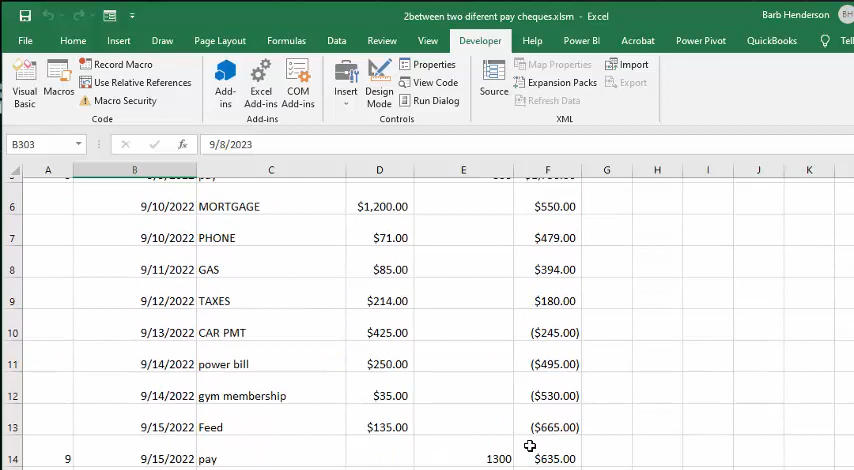 2between two diferent pay cheques.xlsm - Excel
Barb Henderson
BH
File Home Insert Draw Page Layout Formulas Data Review View Developer Help Power BI Acrobat Power Pivot QuickBooks Tell
Visual Basic
Macros
Record Macro
Use Relative References
Macro Security
Code
Add-ins
Excel Add-ins
COM Add-ins
Add-ins
Insert
Design Mode
Properties
View Code
Run Dialog
Controls
Source
Map Properties
Expansion Packs
Refresh Data
Import
Export
XML
B303 fx 9/8/2023
A B C D E F G H I J K
6 9/10/2022 MORTGAGE $1,200.00 $550.00
7 9/10/2022 PHONE $71.00 $479.00
8 9/11/2022 GAS $85.00 $394.00
9 9/12/2022 TAXES $214.00 $180.00
10 9/13/2022 CAR PMT $425.00 ($245.00)
11 9/14/2022 power bill $250.00 ($495.00)
12 9/14/2022 gym membership $35.00 ($530.00)
13 9/15/2022 Feed $135.00 ($665.00)
14 9 9/15/2022 pay 1300 $635.00